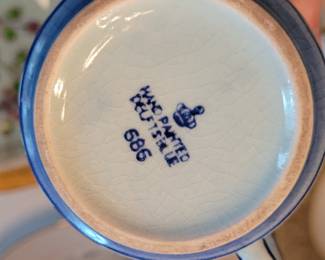 HAND PAINTED
DELFTS BLUE
686